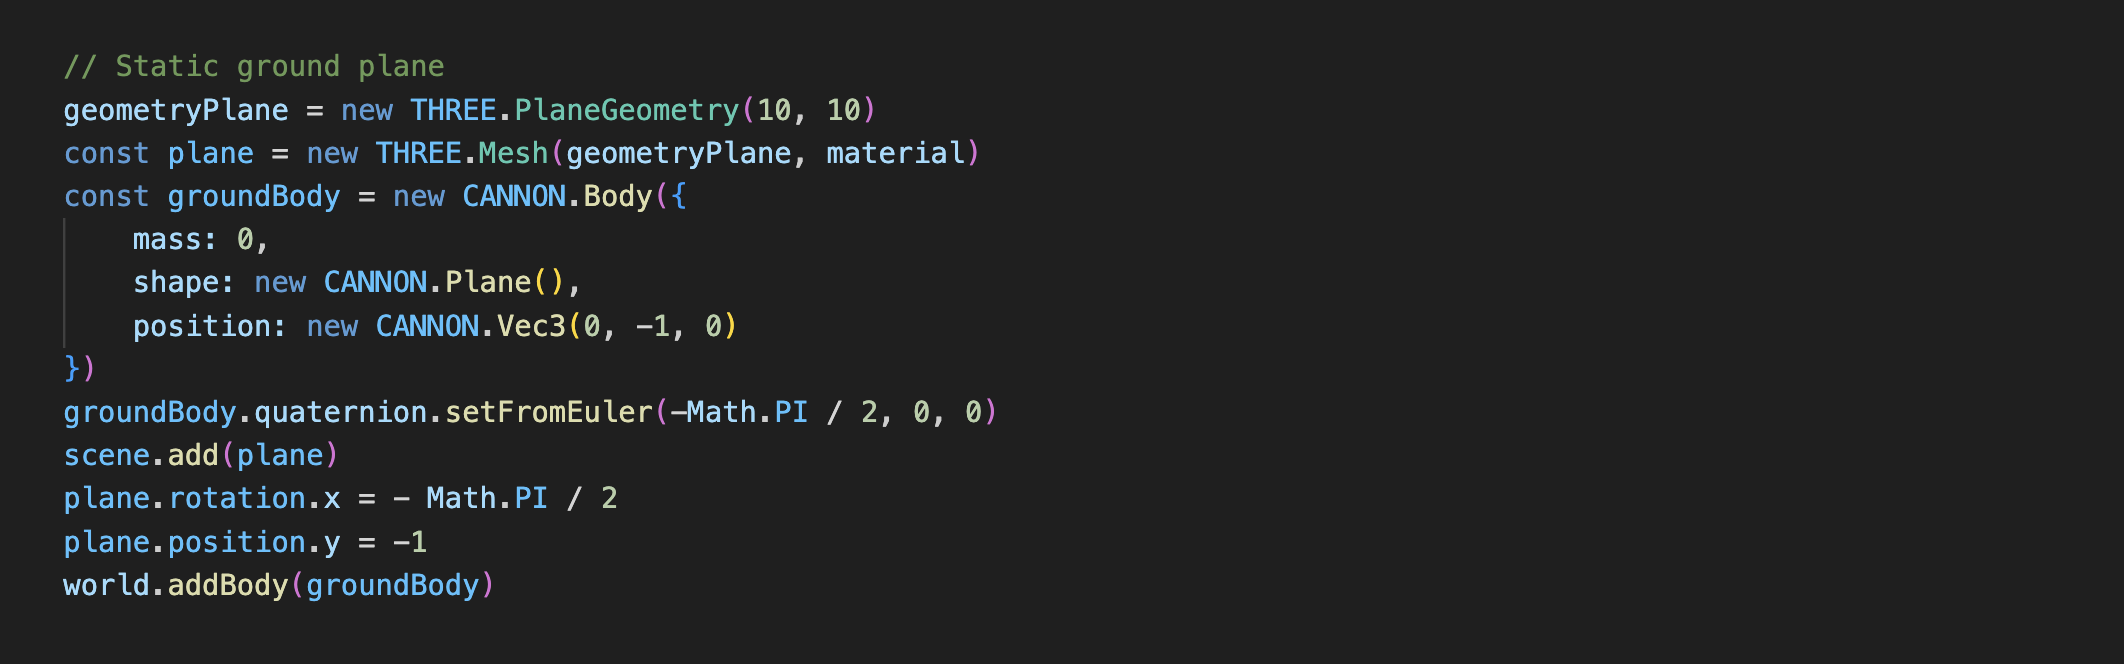 // Static ground plane
geometryPlane = new THREE.PlaneGeometry(10, 10)
const plane = new THREE.Mesh(geometryPlane, material)
const groundBody = new CANNON.Body({
    mass: 0,
    shape: new CANNON.Plane(),
    position: new CANNON.Vec3(0, -1, 0)
})
groundBody.quaternion.setFromEuler(-Math.PI / 2, 0, 0)
scene.add(plane)
plane.rotation.x = - Math.PI / 2
plane.position.y = -1
world.addBody(groundBody)